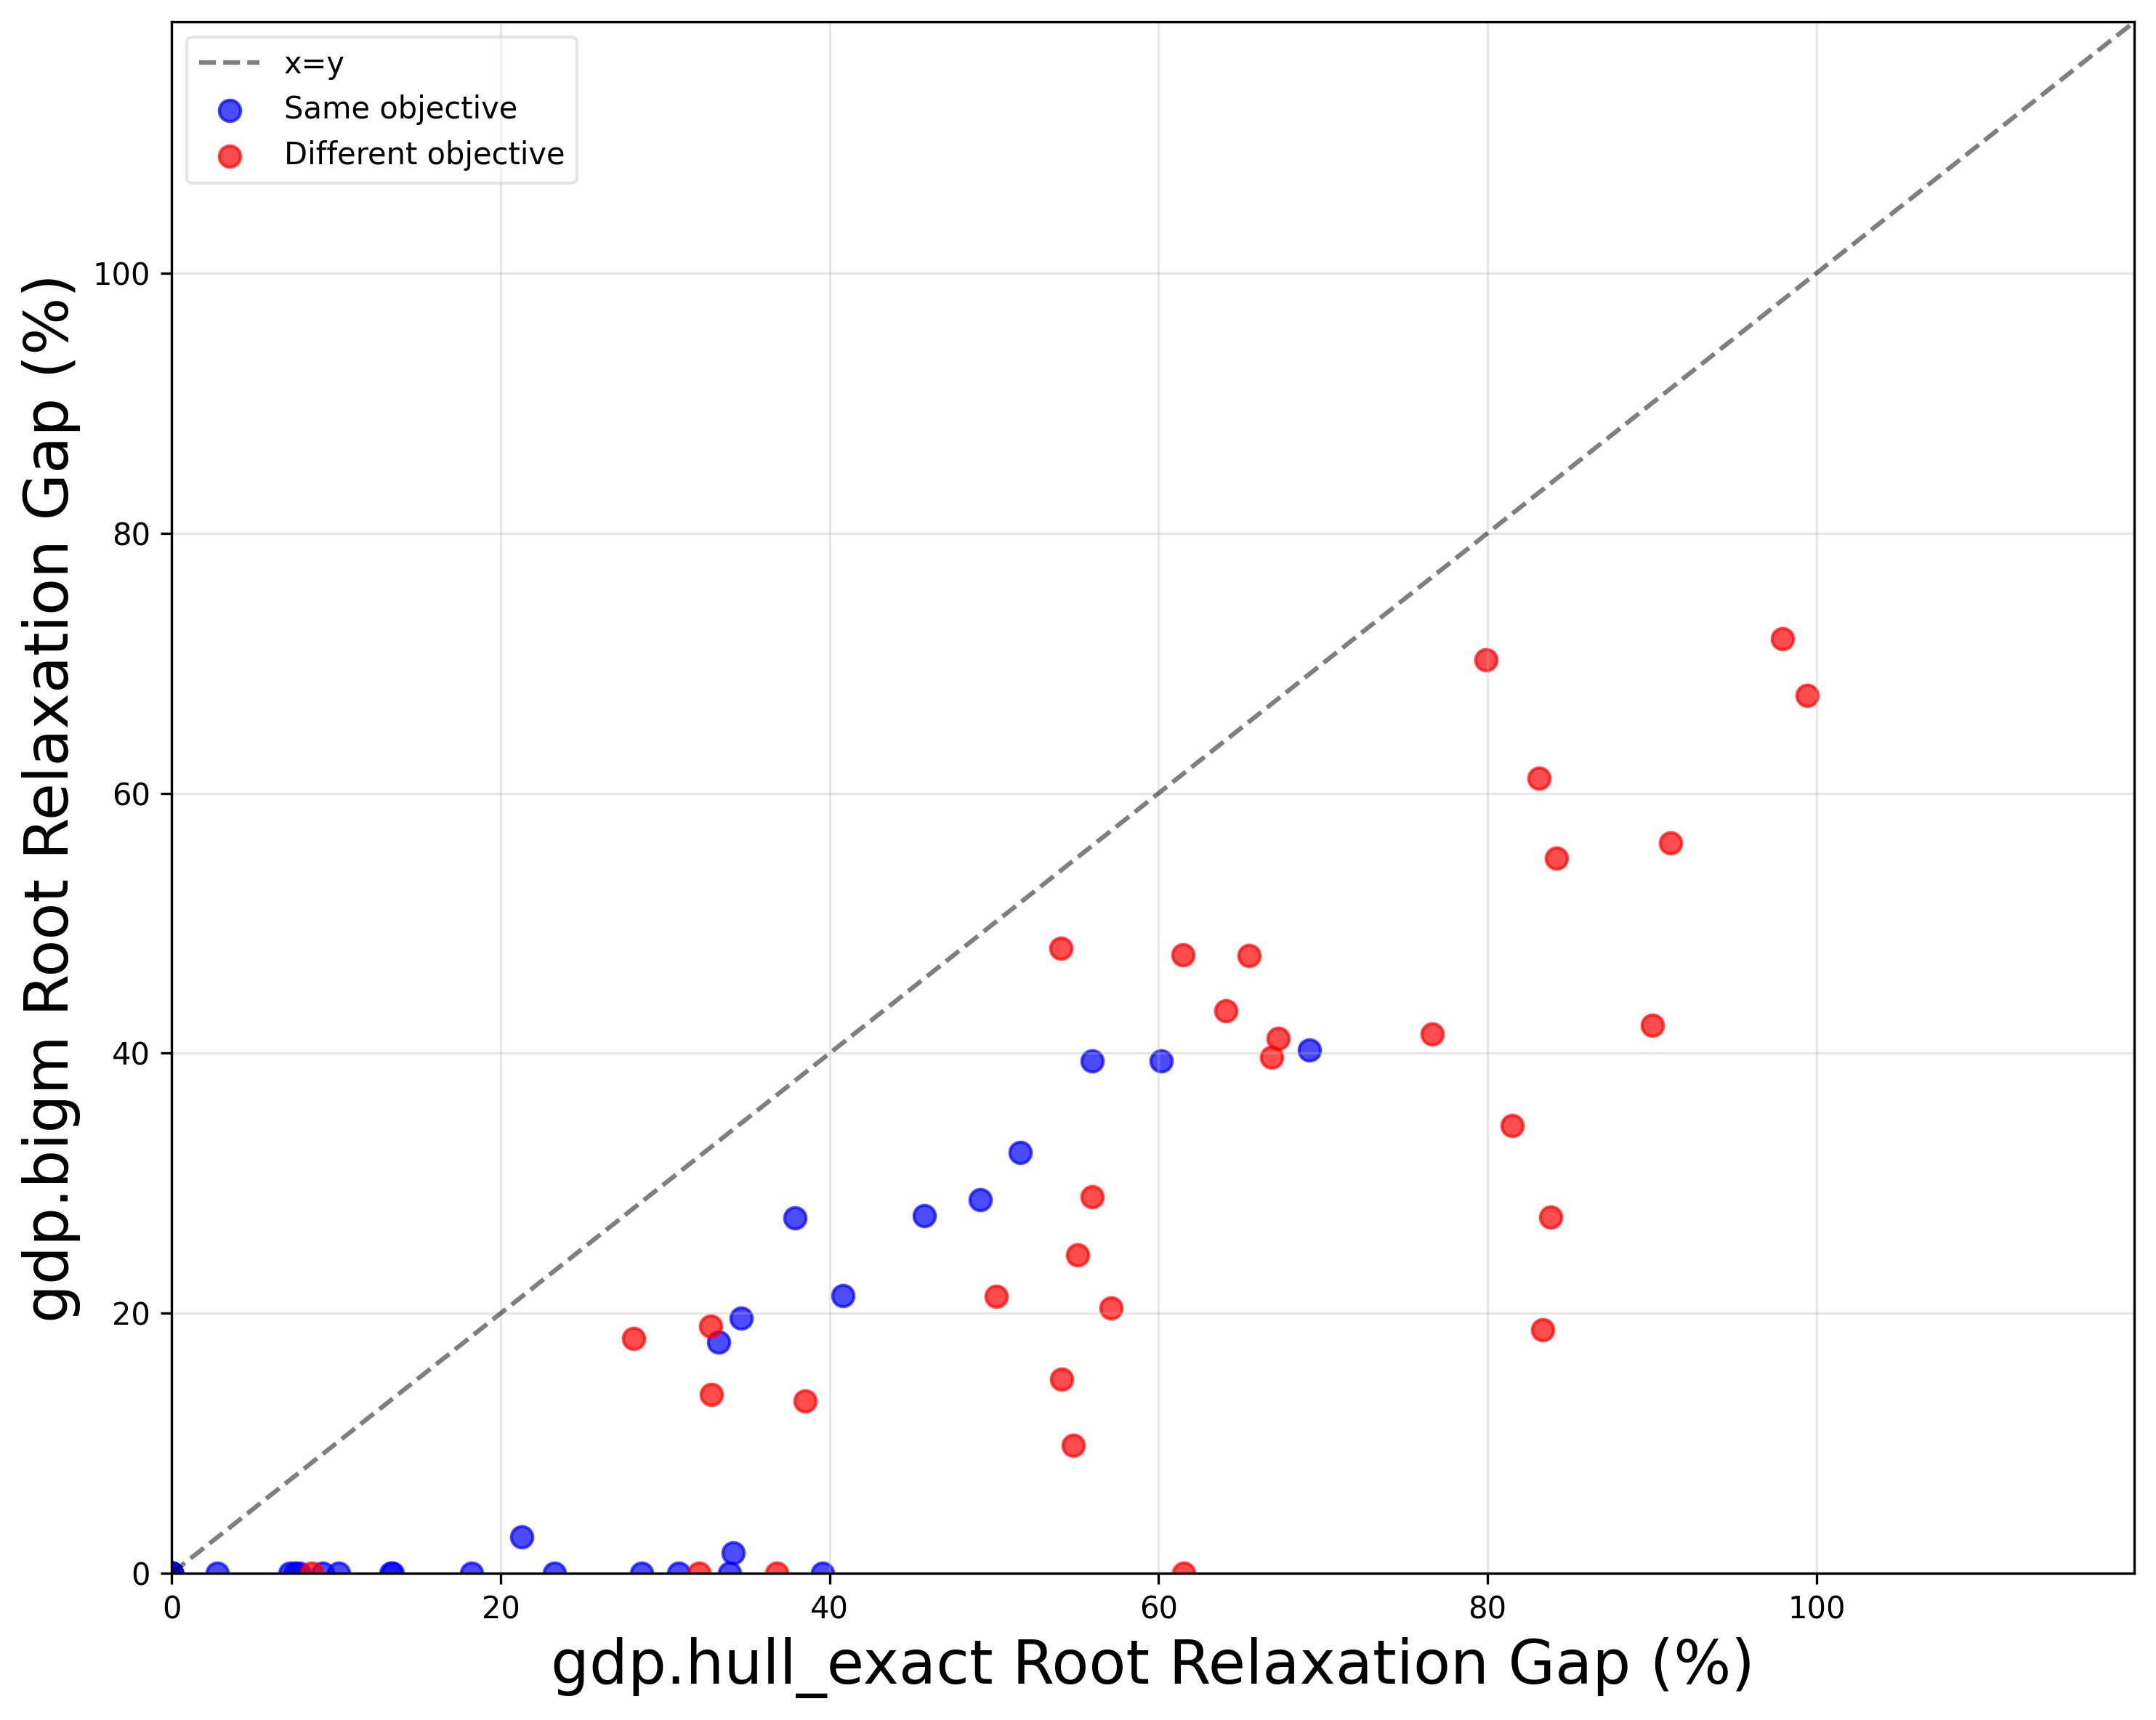 x=y
Same objective
Different objective
gdp.bigm Root Relaxation Gap (%)
100
80
60
40
20
0
0 20 40 60 80 100
gdp.hull_exact Root Relaxation Gap (%)